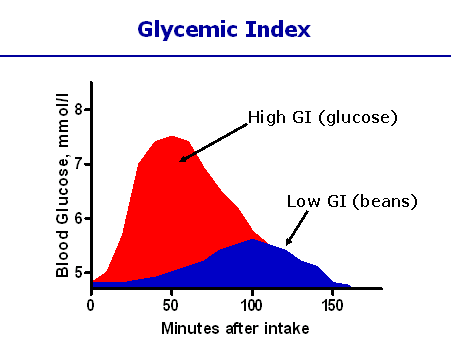 Glycemic Index
Blood Glucose, mmol/l
8
7
6
5
High GI (glucose)
Low GI (beans)
0
50
100
150
Minutes after intake